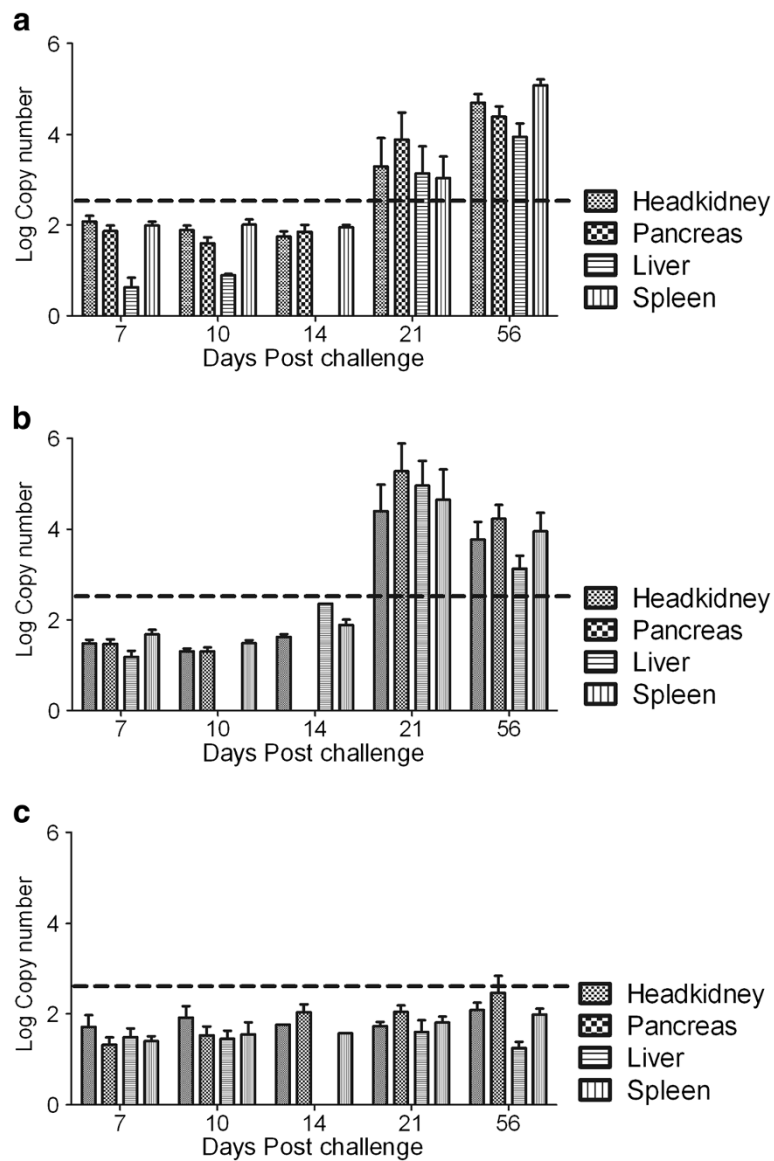 a
6
4
2
0
Log Copy number
7 10 14 21 56
Days Post challenge
Headkidney
Pancreas
Liver
Spleen
b
6
4
2
0
Log Copy number
7 10 14 21 56
Days Post challenge
Headkidney
Pancreas
Liver
Spleen
c
6
4
2
0
Log Copy number
7 10 14 21 56
Days Post challenge
Headkidney
Pancreas
Liver
Spleen